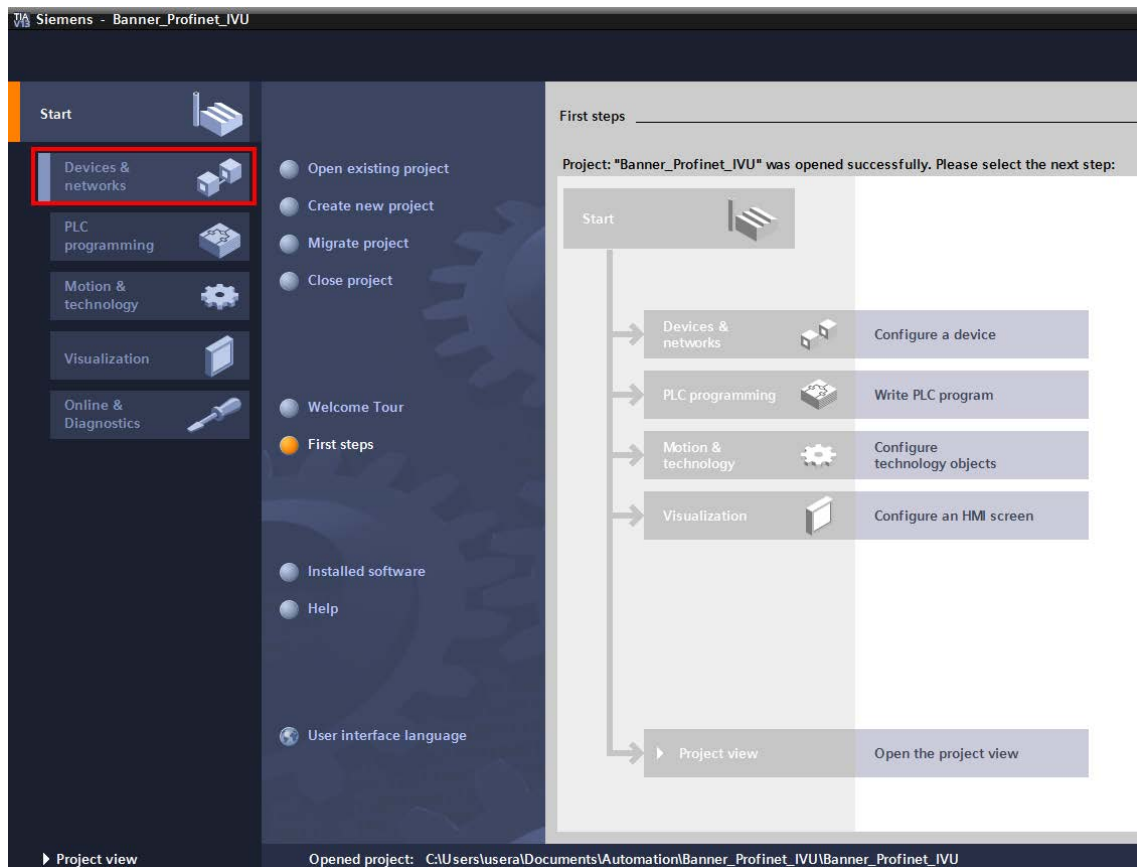 TIA V13 Siemens - Banner_Profinet_IVU
Start
Devices &
networks
PLC
programming
Motion &
technology
Visualization
Online &
Diagnostics
Open existing project
Create new project
Migrate project
Close project
Welcome Tour
First steps
Installed software
Help
User interface language
First steps
Project: "Banner_Profinet_IVU" was opened successfully. Please select the next step:
Start
Devices &
networks
Configure a device
PLC programming
Write PLC program
Motion &
technology
Configure
technology objects
Visualization
Configure an HMI screen
Project view
Open the project view
Project view
Opened project: C:\Users\usera\Documents\Automation\Banner_Profinet_IVU\Banner_Profinet_IVU